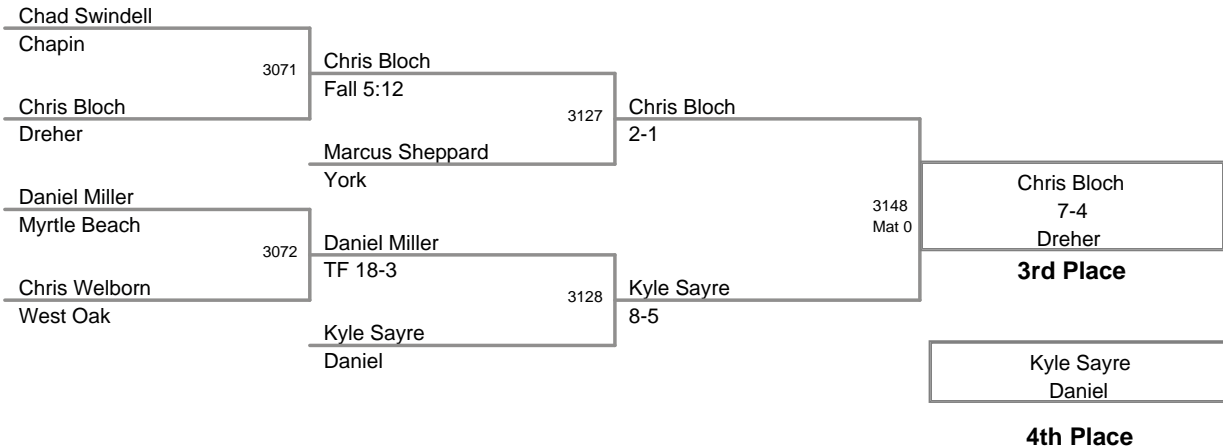 Chad Swindell
Chapin
3071
Chris Bloch
Fall 5:12
Chris Bloch
Dreher
3127
Chris Bloch
2-1
Marcus Sheppard
York
Daniel Miller
Myrtle Beach
3072
Daniel Miller
TF 18-3
Chris Welborn
West Oak
3128
Kyle Sayre
8-5
Kyle Sayre
Daniel
3148
Mat 0
Chris Bloch
7-4
Dreher
3rd Place
Kyle Sayre
Daniel
4th Place